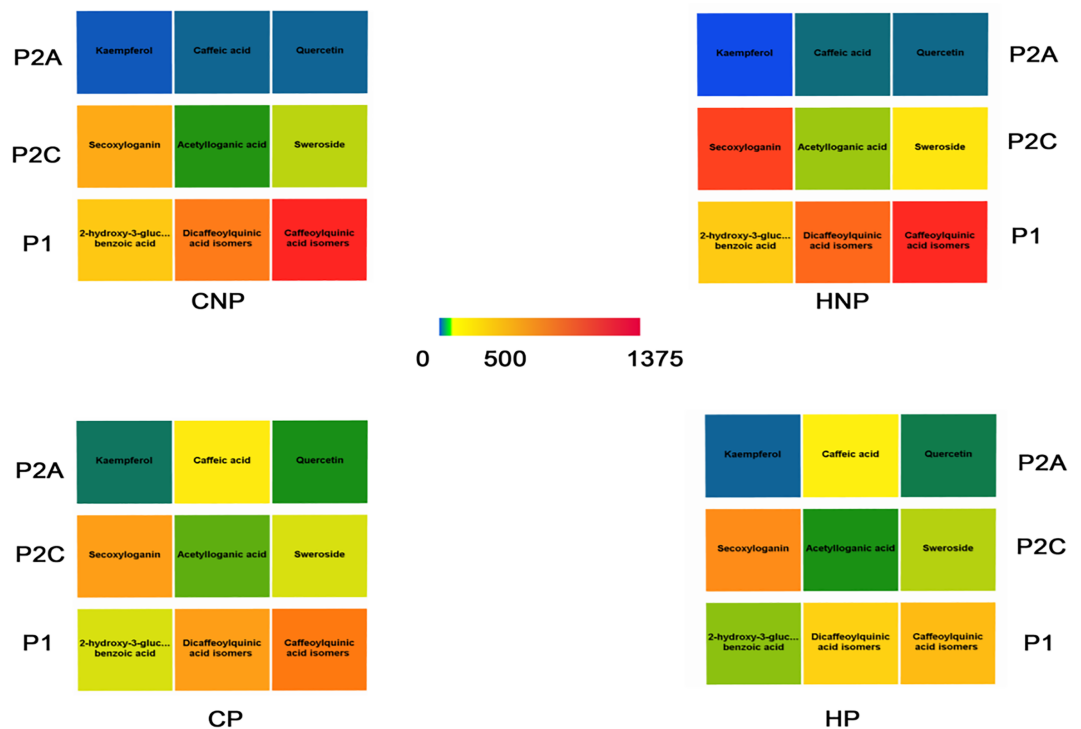 P2A
Kaempferol
Caffeic acid
Quercetin
P2C
Secoxyloganin
Acetylloganic acid
Sweroside
P1
2-hydroxy-3-gluc...
benzoic acid
Dicaffeoylquinic
acid isomers
Caffeoylquinic
acid isomers
CNP
Kaempferol
Caffeic acid
Quercetin
P2A
Secoxyloganin
Acetylloganic acid
Sweroside
P2C
2-hydroxy-3-gluc...
benzoic acid
Dicaffeoylquinic
acid isomers
Caffeoylquinic
acid isomers
P1
HNP
0 500 1375
P2A
Kaempferol
Caffeic acid
Quercetin
P2C
Secoxyloganin
Acetylloganic acid
Sweroside
P1
2-hydroxy-3-gluc...
benzoic acid
Dicaffeoylquinic
acid isomers
Caffeoylquinic
acid isomers
CP
Kaempferol
Caffeic acid
Quercetin
P2A
Secoxyloganin
Acetylloganic acid
Sweroside
P2C
2-hydroxy-3-gluc...
benzoic acid
Dicaffeoylquinic
acid isomers
Caffeoylquinic
acid isomers
P1
HP